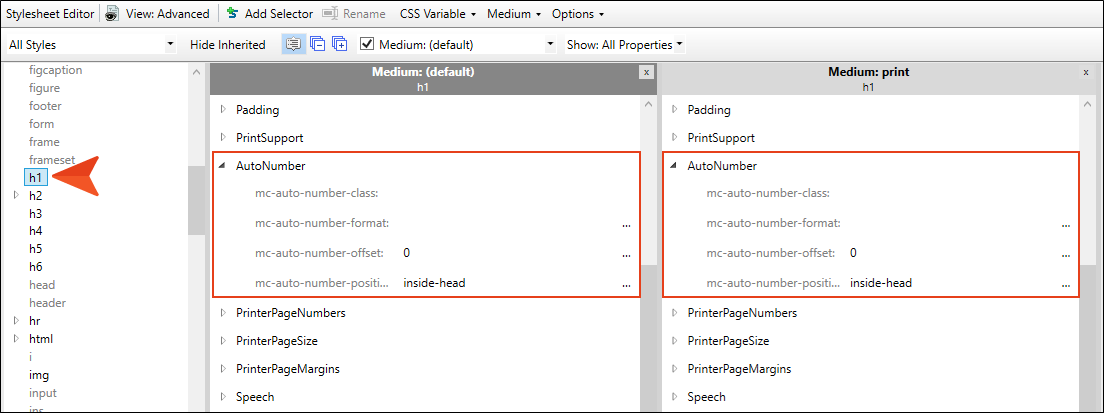 Stylesheet Editor View: Advanced Add Selector Rename CSS Variable Medium Options
All Styles Hide Inherited Medium: (default) Show: All Properties
figcaption
figure
footer
form
frame
frameset
h1
h2
h3
h4
h5
h6
head
header
hr
html
i
img
input
ins
Medium: (default) x
h1
Padding
PrintSupport
AutoNumber
mc-auto-number-class:
mc-auto-number-format: ...
mc-auto-number-offset: 0 ...
mc-auto-number-positi... inside-head ...
PrinterPageNumbers
PrinterPageSize
PrinterPageMargins
Speech
Medium: print x
h1
Padding
PrintSupport
AutoNumber
mc-auto-number-class:
mc-auto-number-format: ...
mc-auto-number-offset: 0 ...
mc-auto-number-positi... inside-head ...
PrinterPageNumbers
PrinterPageSize
PrinterPageMargins
Speech